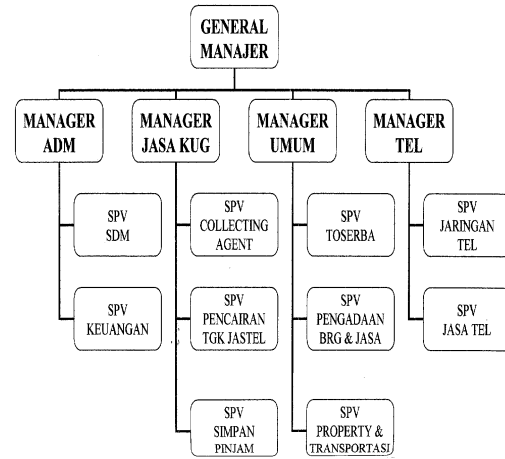 GENERAL
MANAJER
MANAGER
ADM
MANAGER
JASA KUG
MANAGER
UMUM
MANAGER
TEL
SPV
SDM
SPV
COLLECTING
AGENT
SPV
TOSERBA
SPV
JARINGAN
TEL
SPV
KEUANGAN
SPV
PENCAIRAN
TGK JASTEL
SPV
PENGADAAN
BRG & JASA
SPV
JASA TEL
SPV
SIMPAN
PINJAM
SPV
PROPERTY &
TRANSPORTASI